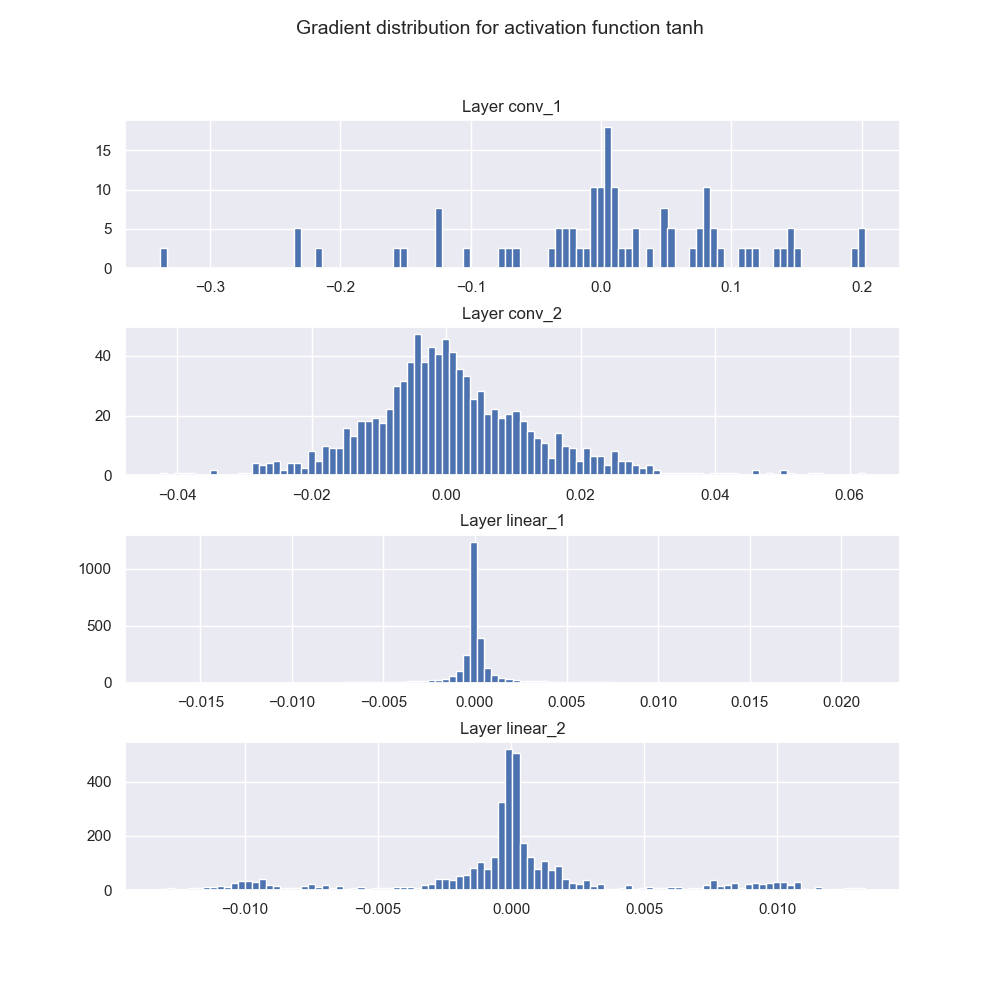 Gradient distribution for activation function tanh
Layer conv_1
15
10
5
0
−0.3 −0.2 −0.1 0.0 0.1 0.2
Layer conv_2
40
20
0
−0.04 −0.02 0.00 0.02 0.04 0.06
Layer linear_1
1000
500
0
−0.015 −0.010 −0.005 0.000 0.005 0.010 0.015 0.020
Layer linear_2
400
200
0
−0.010 −0.005 0.000 0.005 0.010